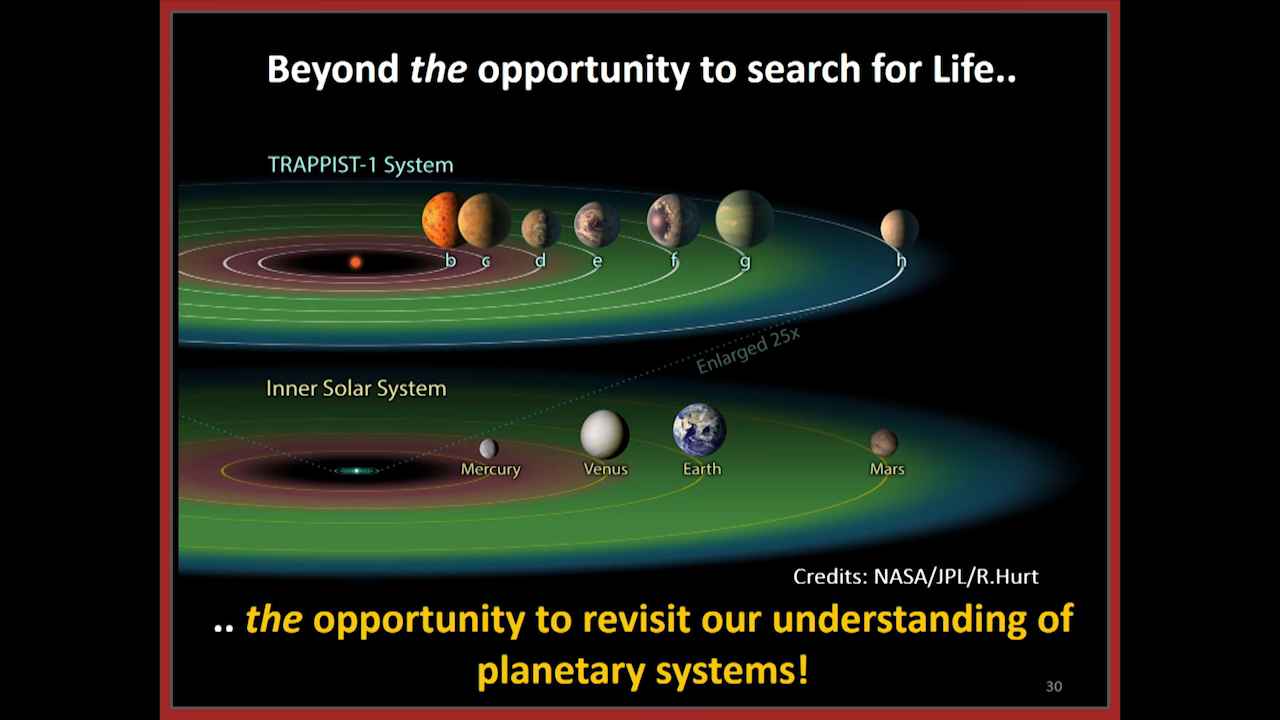 Beyond the opportunity to search for Life..
TRAPPIST-1 System
b c d e f g h
Enlarged 25x
Inner Solar System
Mercury Venus Earth Mars
Credits: NASA/JPL/R.Hurt
.. the opportunity to revisit our understanding of
planetary systems!
30